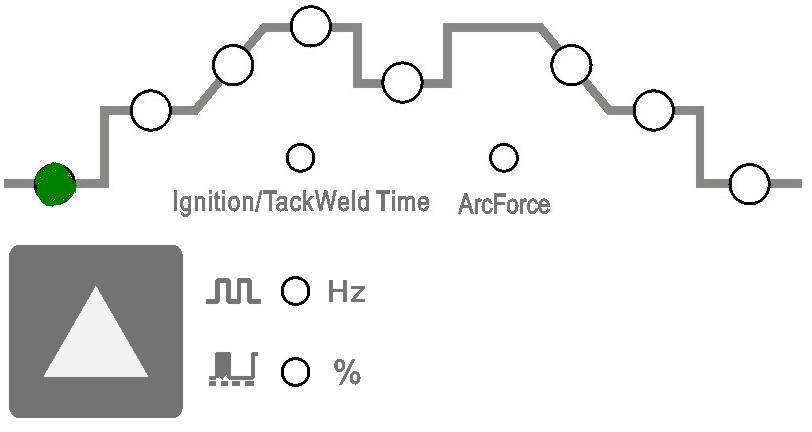 Ignition/TackWeld Time
ArcForce
Hz
%